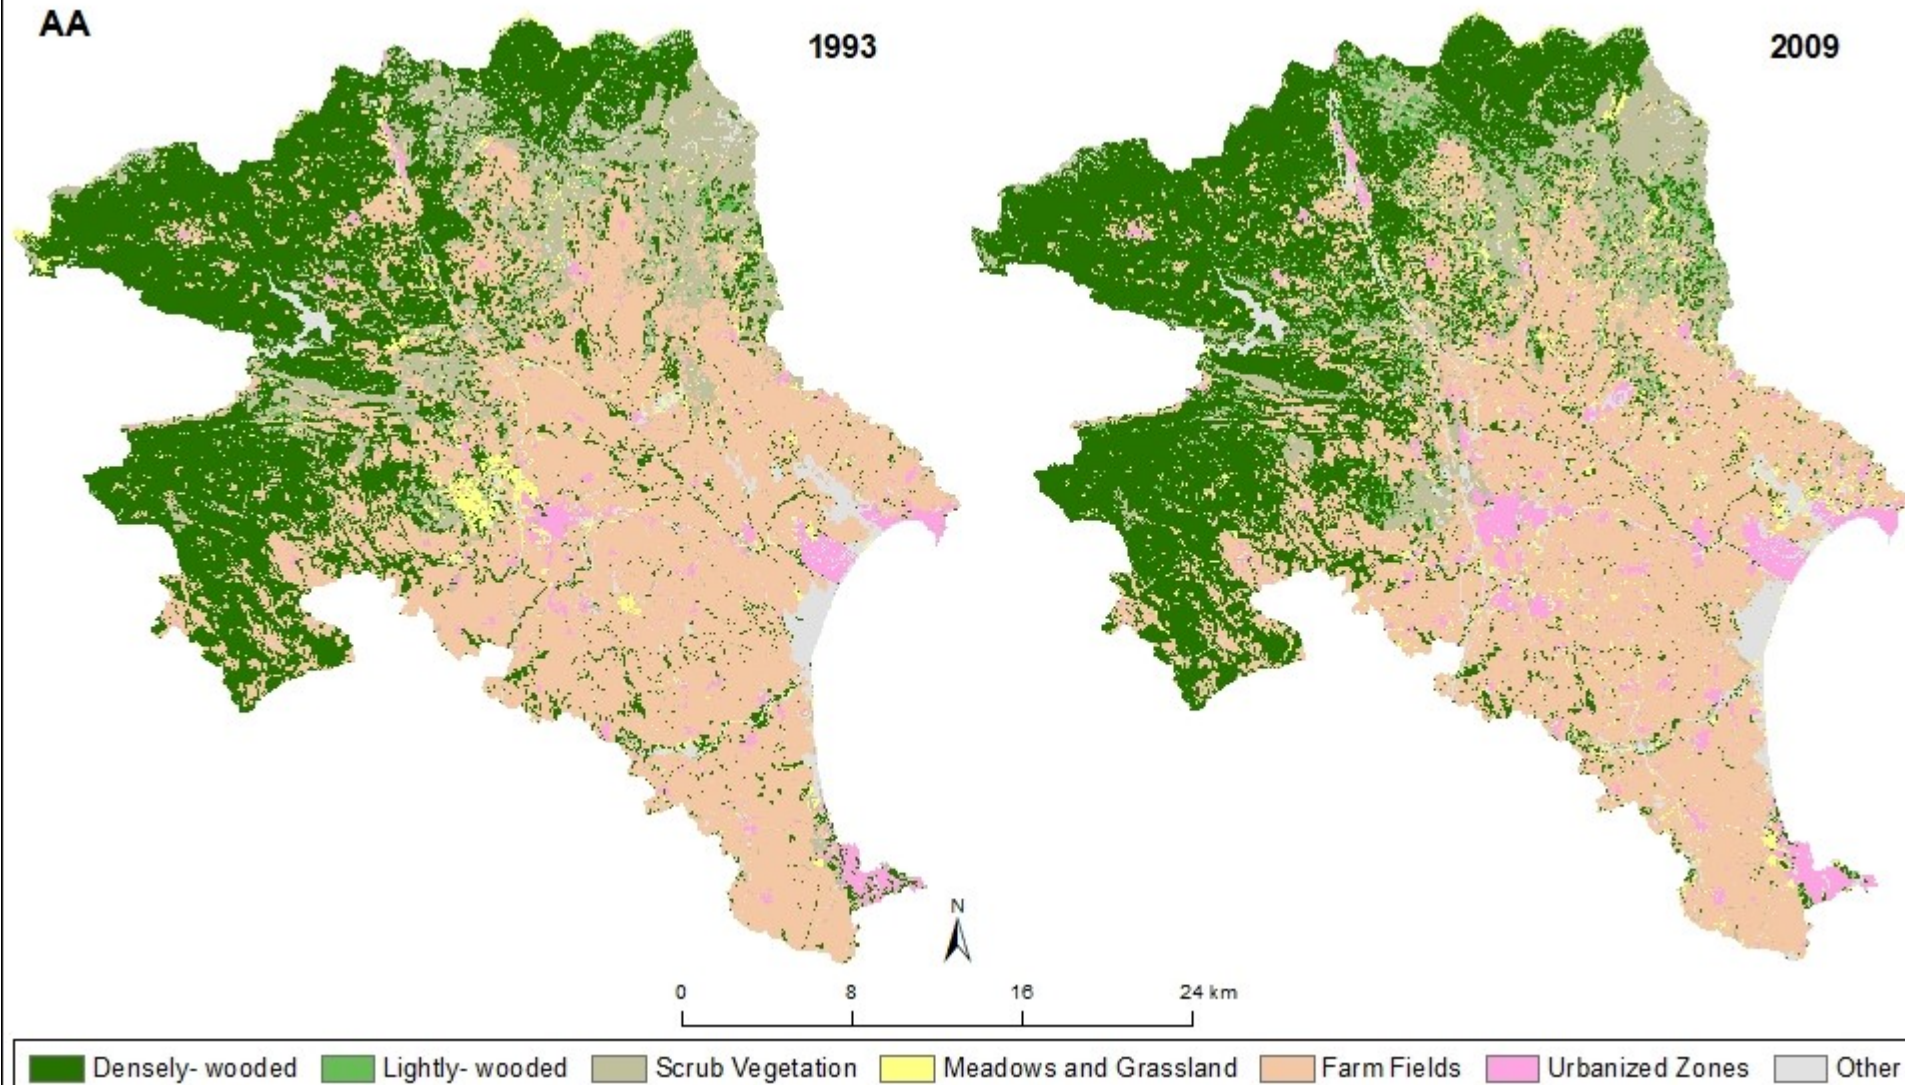 AA
1993
2009
N
0 8 16 24 km
Densely- wooded Lightly- wooded Scrub Vegetation Meadows and Grassland Farm Fields Urbanized Zones Other